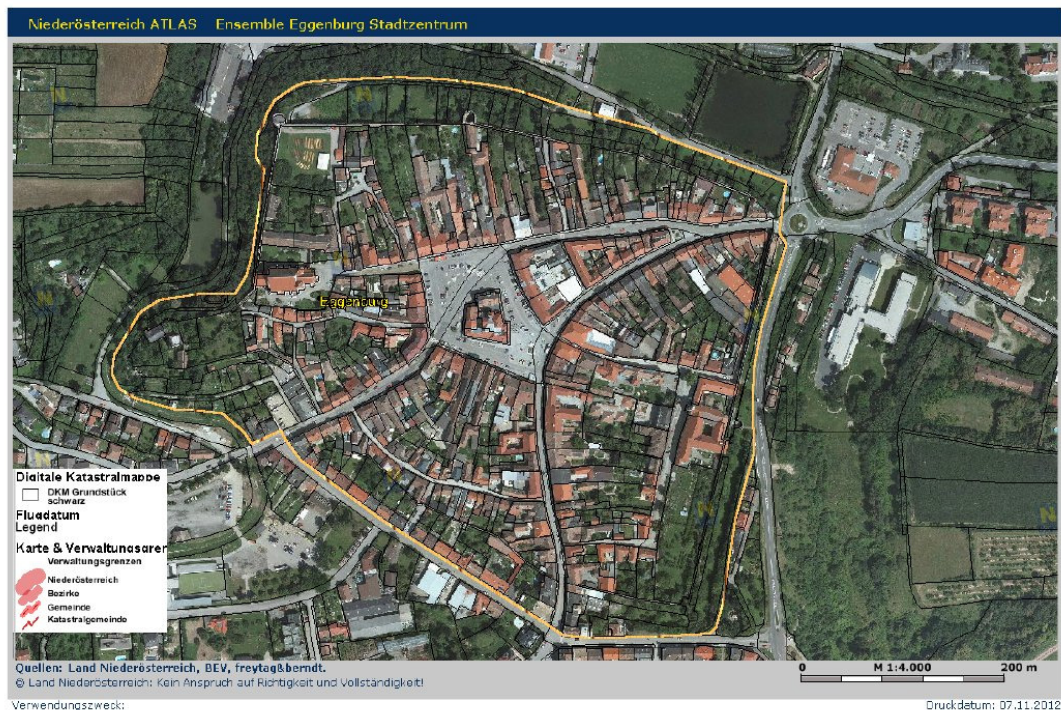 Niederösterreich ATLAS Ensemble Eggenburg Stadtzentrum
Eggenburg
Digitale Katastralmappe
DKM Grundstück
schwarz
Flugdatum
Legend
Karte & Verwaltungsgrer
Verwaltungsgrenzen
Niederösterreich
Bezirke
Gemeinde
Katastralgemeinde
Quellen: Land Niederösterreich, BEV, freytag&berndt.
© Land Niederösterreich: Kein Anspruch auf Richtigkeit und Vollständigkeit!
0 M 1:4.000 200 m
Verwendungszweck:
Druckdatum: 07.11.2012